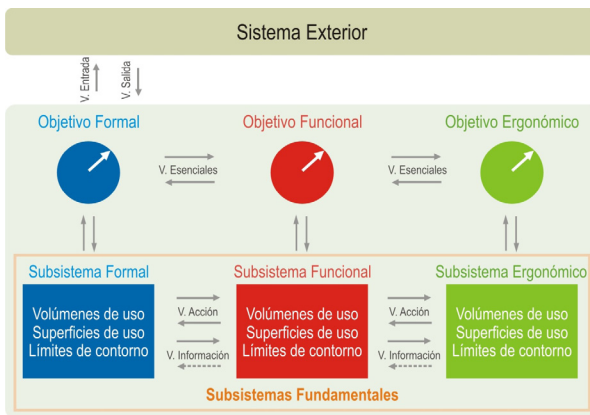 Sistema Exterior
V. Entrada
V. Salida
Objetivo Formal
Objetivo Funcional
Objetivo Ergonómico
V. Esenciales
V. Esenciales
Subsistema Formal
Subsistema Funcional
Subsistema Ergonómico
Volúmenes de uso
Superficies de uso
Límites de contorno
V. Acción
V. Información
Volúmenes de uso
Superficies de uso
Límites de contorno
V. Acción
V. Información
Volúmenes de uso
Superficies de uso
Límites de contorno
Subsistemas Fundamentales